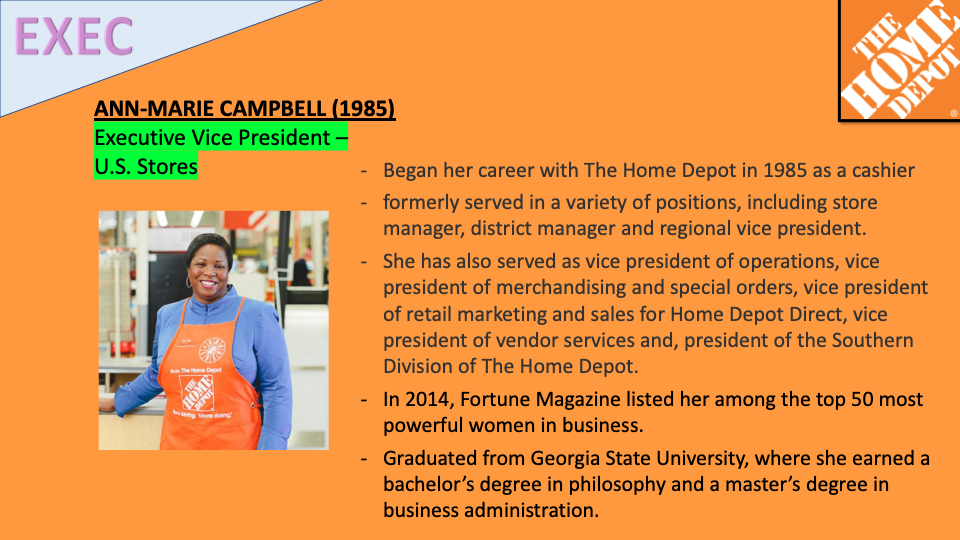 EXEC
THE
HOME
DEPOT
®
ANN-MARIE CAMPBELL (1985)
Executive Vice President –
U.S. Stores
- Began her career with The Home Depot in 1985 as a cashier
- formerly served in a variety of positions, including store
manager, district manager and regional vice president.
- She has also served as vice president of operations, vice
president of merchandising and special orders, vice president
of retail marketing and sales for Home Depot Direct, vice
president of vendor services and, president of the Southern
Division of The Home Depot.
- In 2014, Fortune Magazine listed her among the top 50 most
powerful women in business.
- Graduated from Georgia State University, where she earned a
bachelor’s degree in philosophy and a master’s degree in
business administration.
The Home Depot
THE
HOME
DEPOT
More saving. More doing.